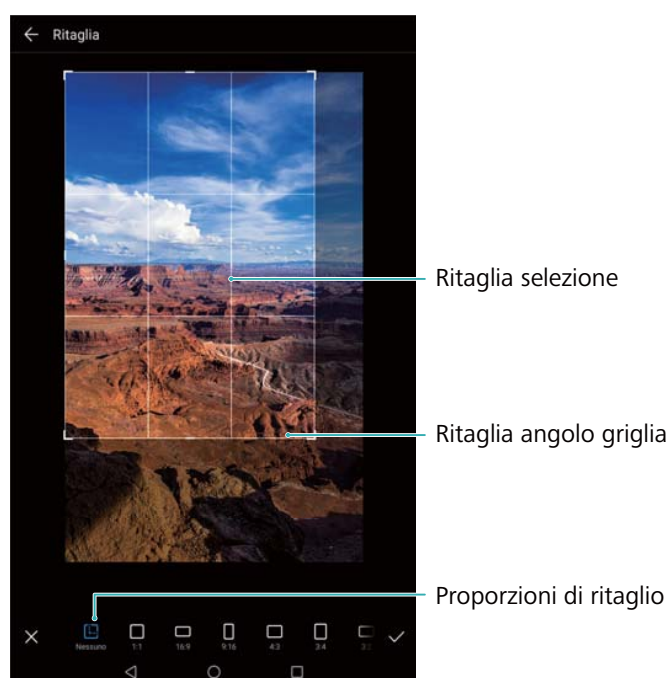 Ritaglia
Ritaglia selezione
Ritaglia angolo griglia
Proporzioni di ritaglio
Nessuno 1:1 16:9 9:16 4:3 3:4